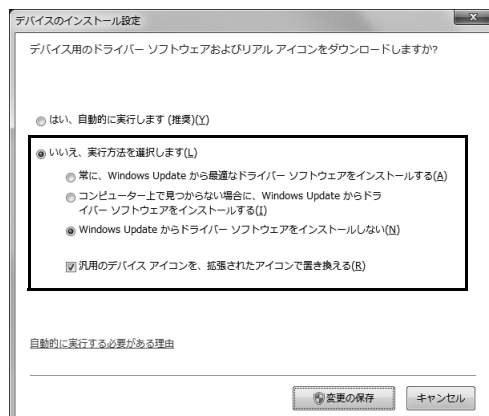 デバイスのインストール設定
デバイス用のドライバー ソフトウェアおよびリアル アイコンをダウンロードしますか?
はい、自動的に実行します (推奨)(Y)
いいえ、実行方法を選択します(L)
常に、Windows Update から最適なドライバー ソフトウェアをインストールする(A)
コンピューター上で見つからない場合に、Windows Update からドラ
イバー ソフトウェアをインストールする(I)
Windows Update からドライバー ソフトウェアをインストールしない(N)
汎用のデバイス アイコンを、拡張されたアイコンで置き換える(R)
自動的に実行する必要がある理由
変更の保存
キャンセル